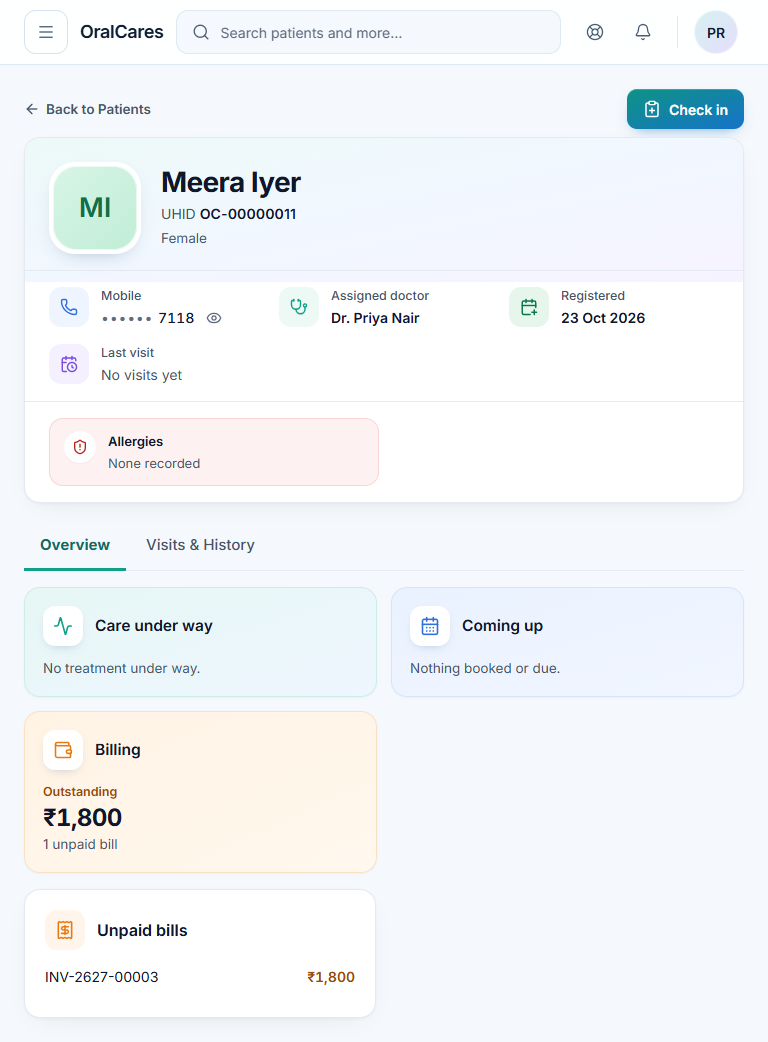 OralCares
Search patients and more...
PR
Back to Patients
Check in
MI
Meera Iyer
UHID OC-00000011
Female
Mobile
•••••• 7118
Assigned doctor
Dr. Priya Nair
Registered
23 Oct 2026
Last visit
No visits yet
Allergies
None recorded
Overview
Visits & History
Care under way
No treatment under way.
Coming up
Nothing booked or due.
Billing
Outstanding
₹1,800
1 unpaid bill
Unpaid bills
INV-2627-00003
₹1,800